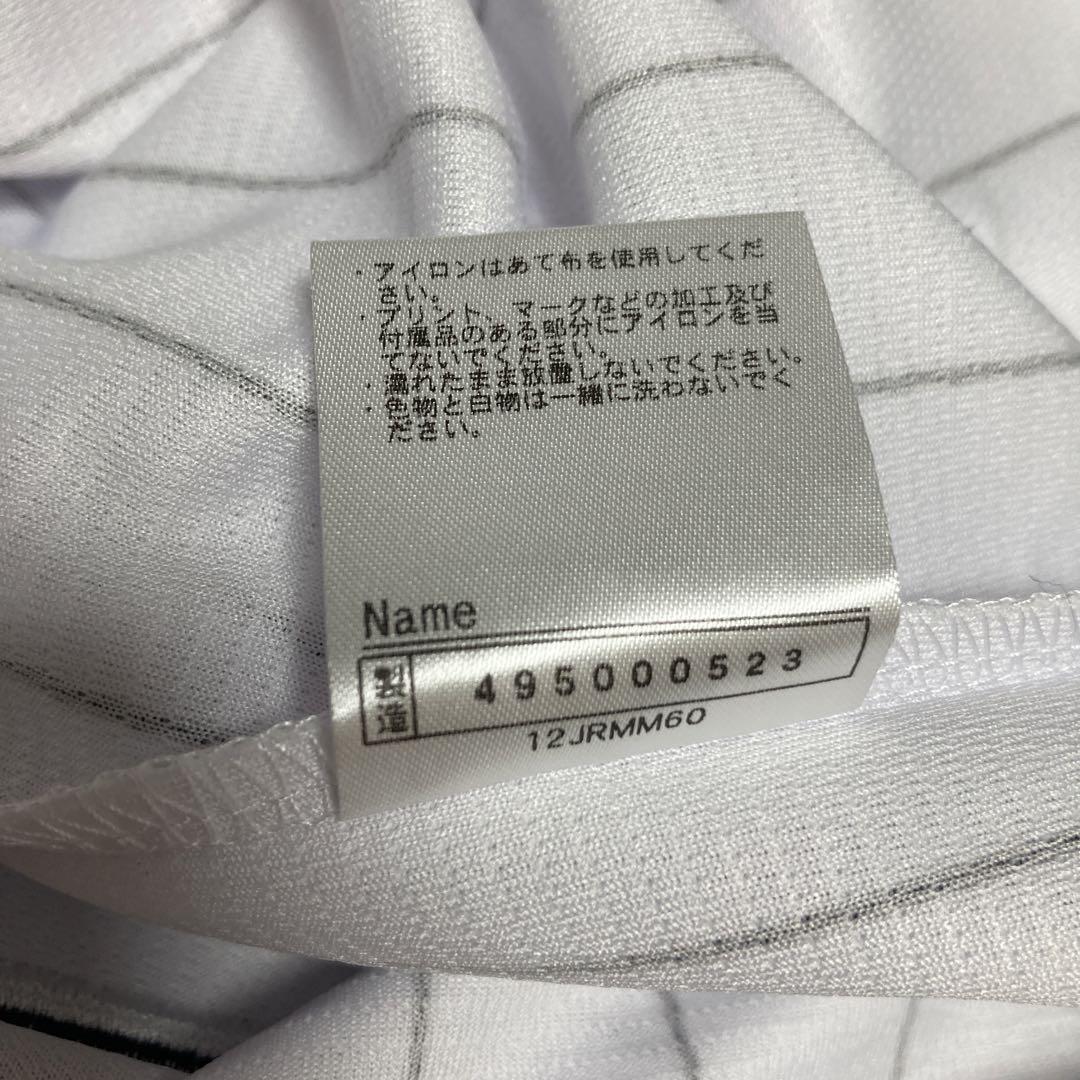 ・アイロンはあて布を使用してくだ
さい。
・プリント、マークなどの加工及び
付属品のある部分にアイロンを当
てないでください。
・濡れたまま放置しないでください。
・色物と白物は一緒に洗わないでく
ださい。
Name
製造 495000523
12JRMM60